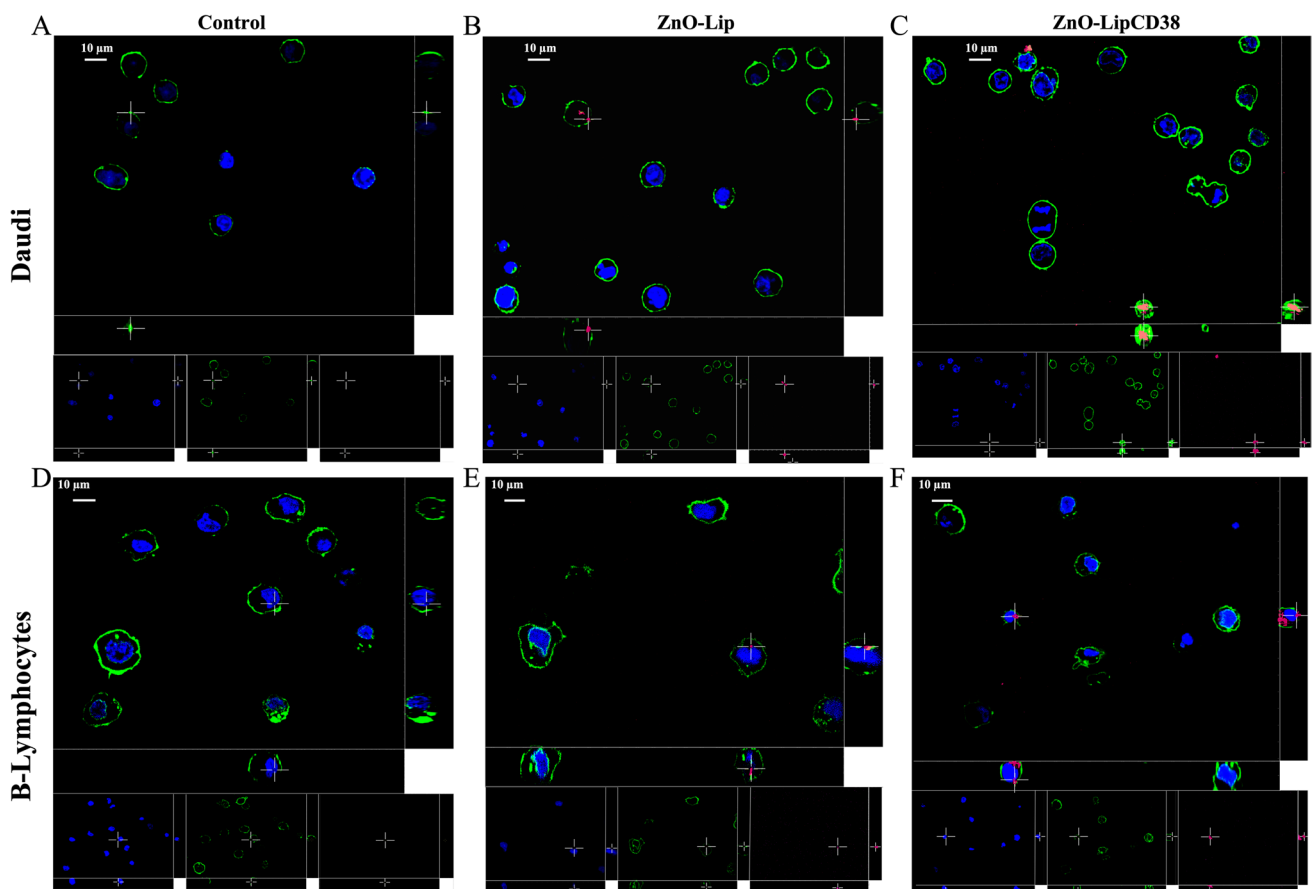 Control
ZnO-Lip
ZnO-LipCD38
A
10 µm
B
10 µm
C
10 µm
Daudi
D
10 µm
E
10 µm
F
10 µm
B-Lymphocytes